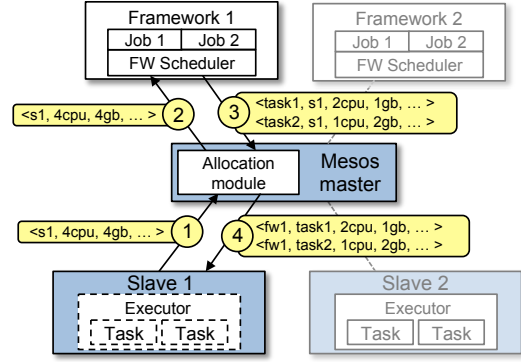 Framework 1
Job 1 Job 2
FW Scheduler
Framework 2
Job 1 Job 2
FW Scheduler
<s1, 4cpu, 4gb, … >
2
3
<task1, s1, 2cpu, 1gb, … >
<task2, s1, 1cpu, 2gb, … >
Allocation
module
Mesos
master
<s1, 4cpu, 4gb, … >
1
4
<fw1, task1, 2cpu, 1gb, … >
<fw1, task2, 1cpu, 2gb, … >
Slave 1
Executor
Task Task
Slave 2
Executor
Task Task